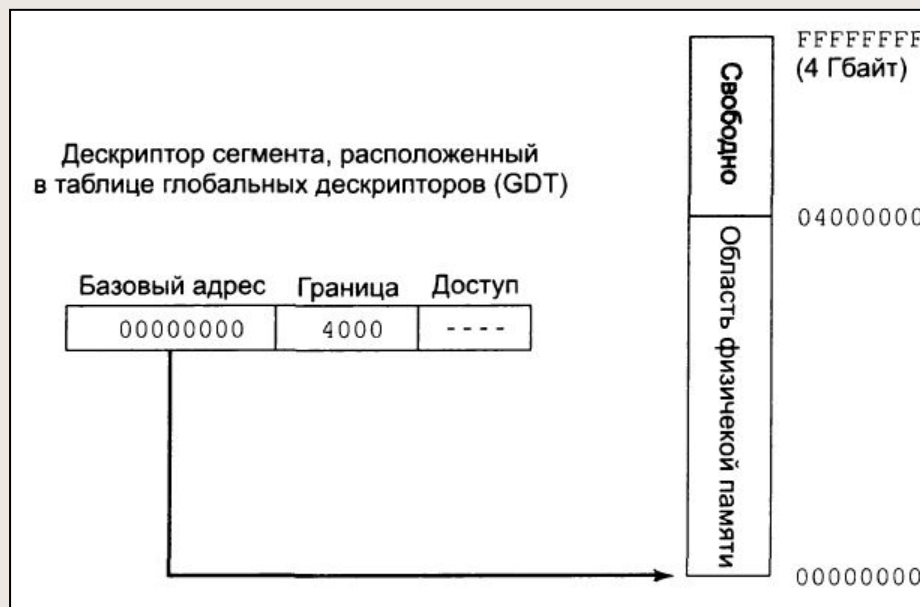 FFFFFFFF
(4 Гбайт)
Свободно
Дескриптор сегмента, расположенный
в таблице глобальных дескрипторов (GDT)
04000000
Базовый адрес Граница Доступ
00000000 4000 ----
Область физичекой памяти
00000000